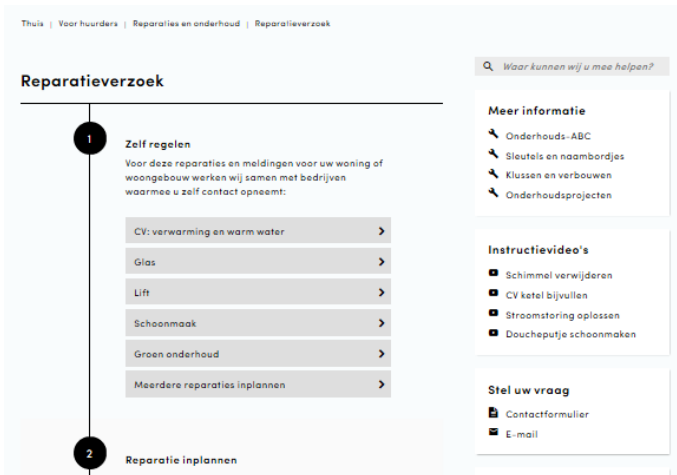 Thuis | Voor huurders | Reparaties en onderhoud | Reparatieverzoek
Reparatieverzoek
1
Zelf regelen
Voor deze reparaties en meldingen voor uw woning of
woongebouw werken wij samen met bedrijven
waarmee u zelf contact opneemt:
CV: verwarming en warm water
Glas
Lift
Schoonmaak
Groen onderhoud
Meerdere reparaties inplannen
2
Reparatie inplannen
Waar kunnen wij u mee helpen?
Meer informatie
Onderhouds-ABC
Sleutels en naambordjes
Klussen en verbouwen
Onderhoudsprojecten
Instructievideo's
Schimmel verwijderen
CV ketel bijvullen
Stroomstoring oplossen
Doucheputje schoonmaken
Stel uw vraag
Contactformulier
E-mail